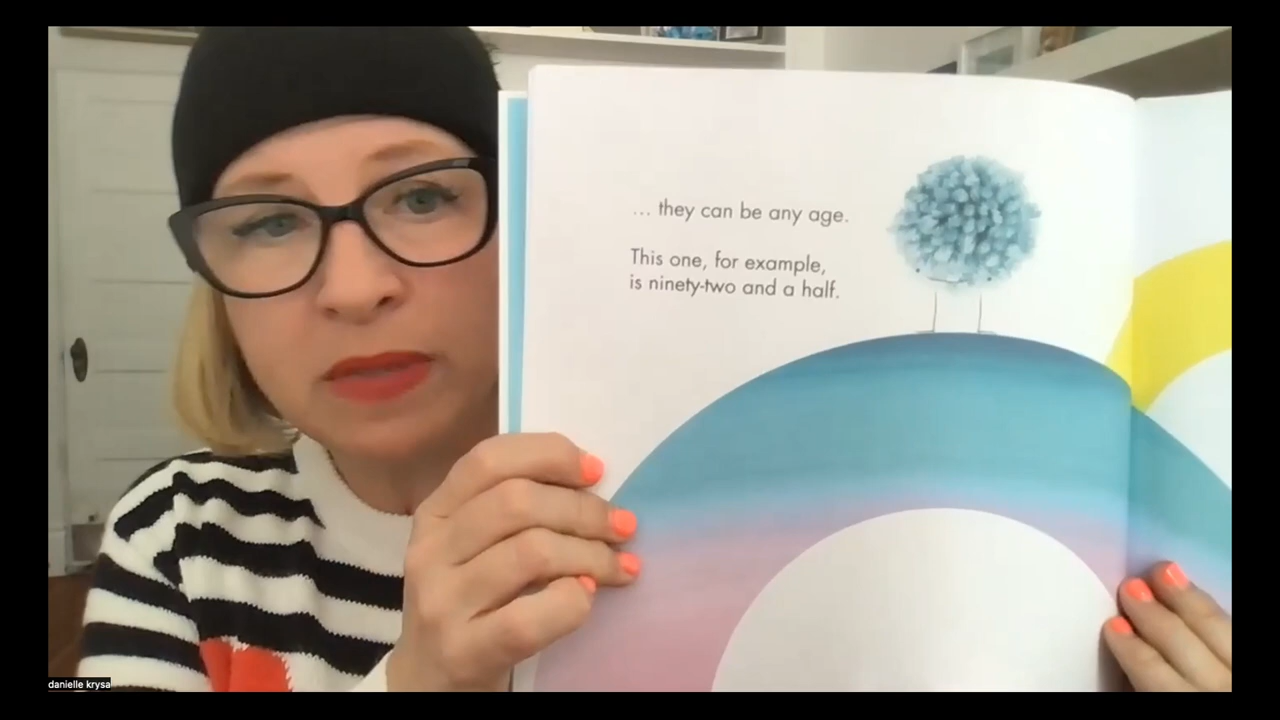 ... they can be any age.
This one, for example,
is ninety-two and a half.
danielle krysa